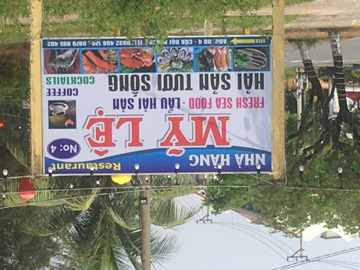 NHÀ HÀNG
Restaurant
No: 4
MỸ LỆ
FRESH SEA FOOD LẨU HẢI SẢN
HẢI SẢN TƯƠI SỐNG
COFFEE
COCKTAILS